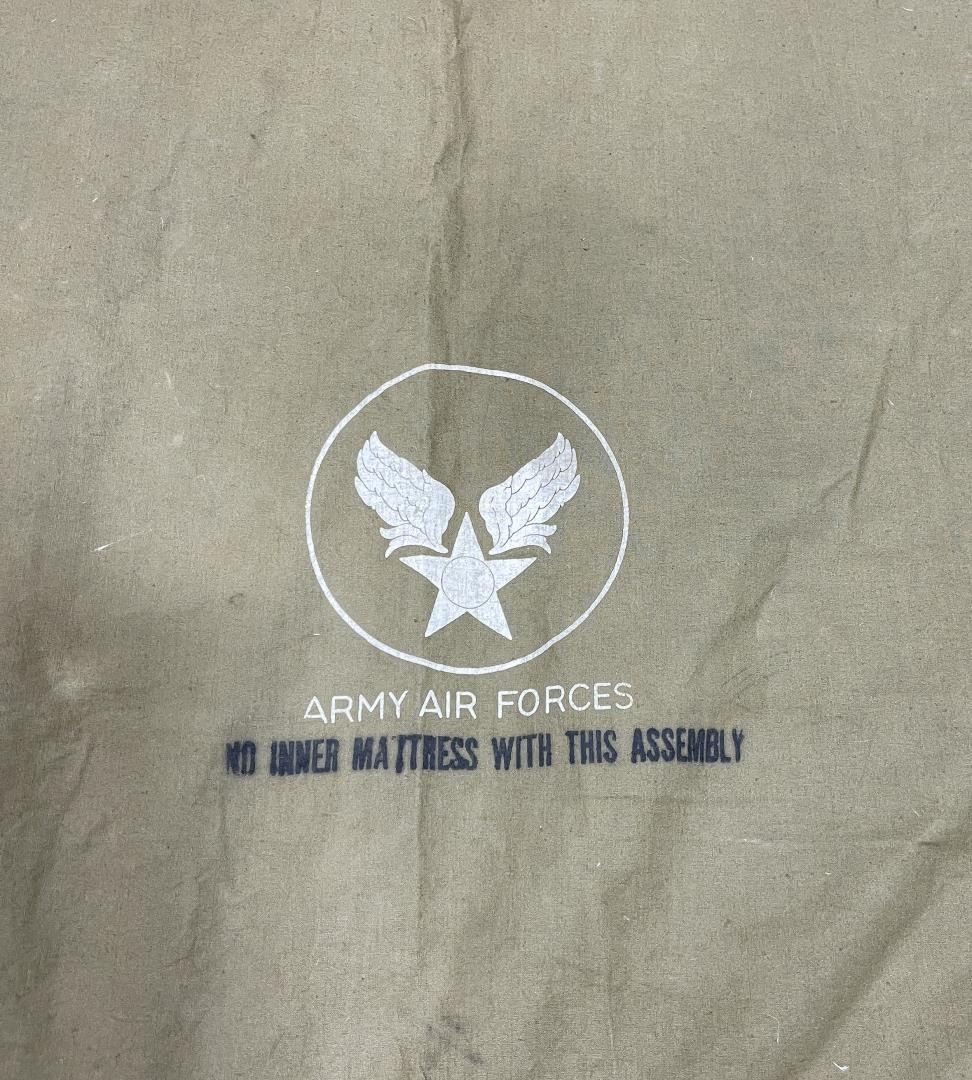 ARMY AIR FORCES
NO INNER MATTRESS WITH THIS ASSEMBLY